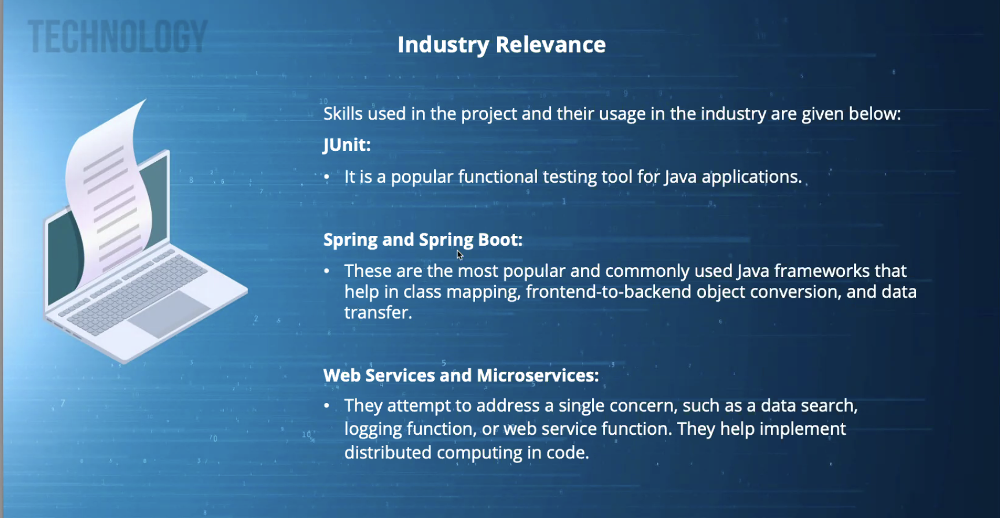 TECHNOLOGY
Industry Relevance
Skills used in the project and their usage in the industry are given below:
JUnit:
• It is a popular functional testing tool for Java applications.
Spring and Spring Boot:
• These are the most popular and commonly used Java frameworks that
help in class mapping, frontend-to-backend object conversion, and data
transfer.
Web Services and Microservices:
• They attempt to address a single concern, such as a data search,
logging function, or web service function. They help implement
distributed computing in code.